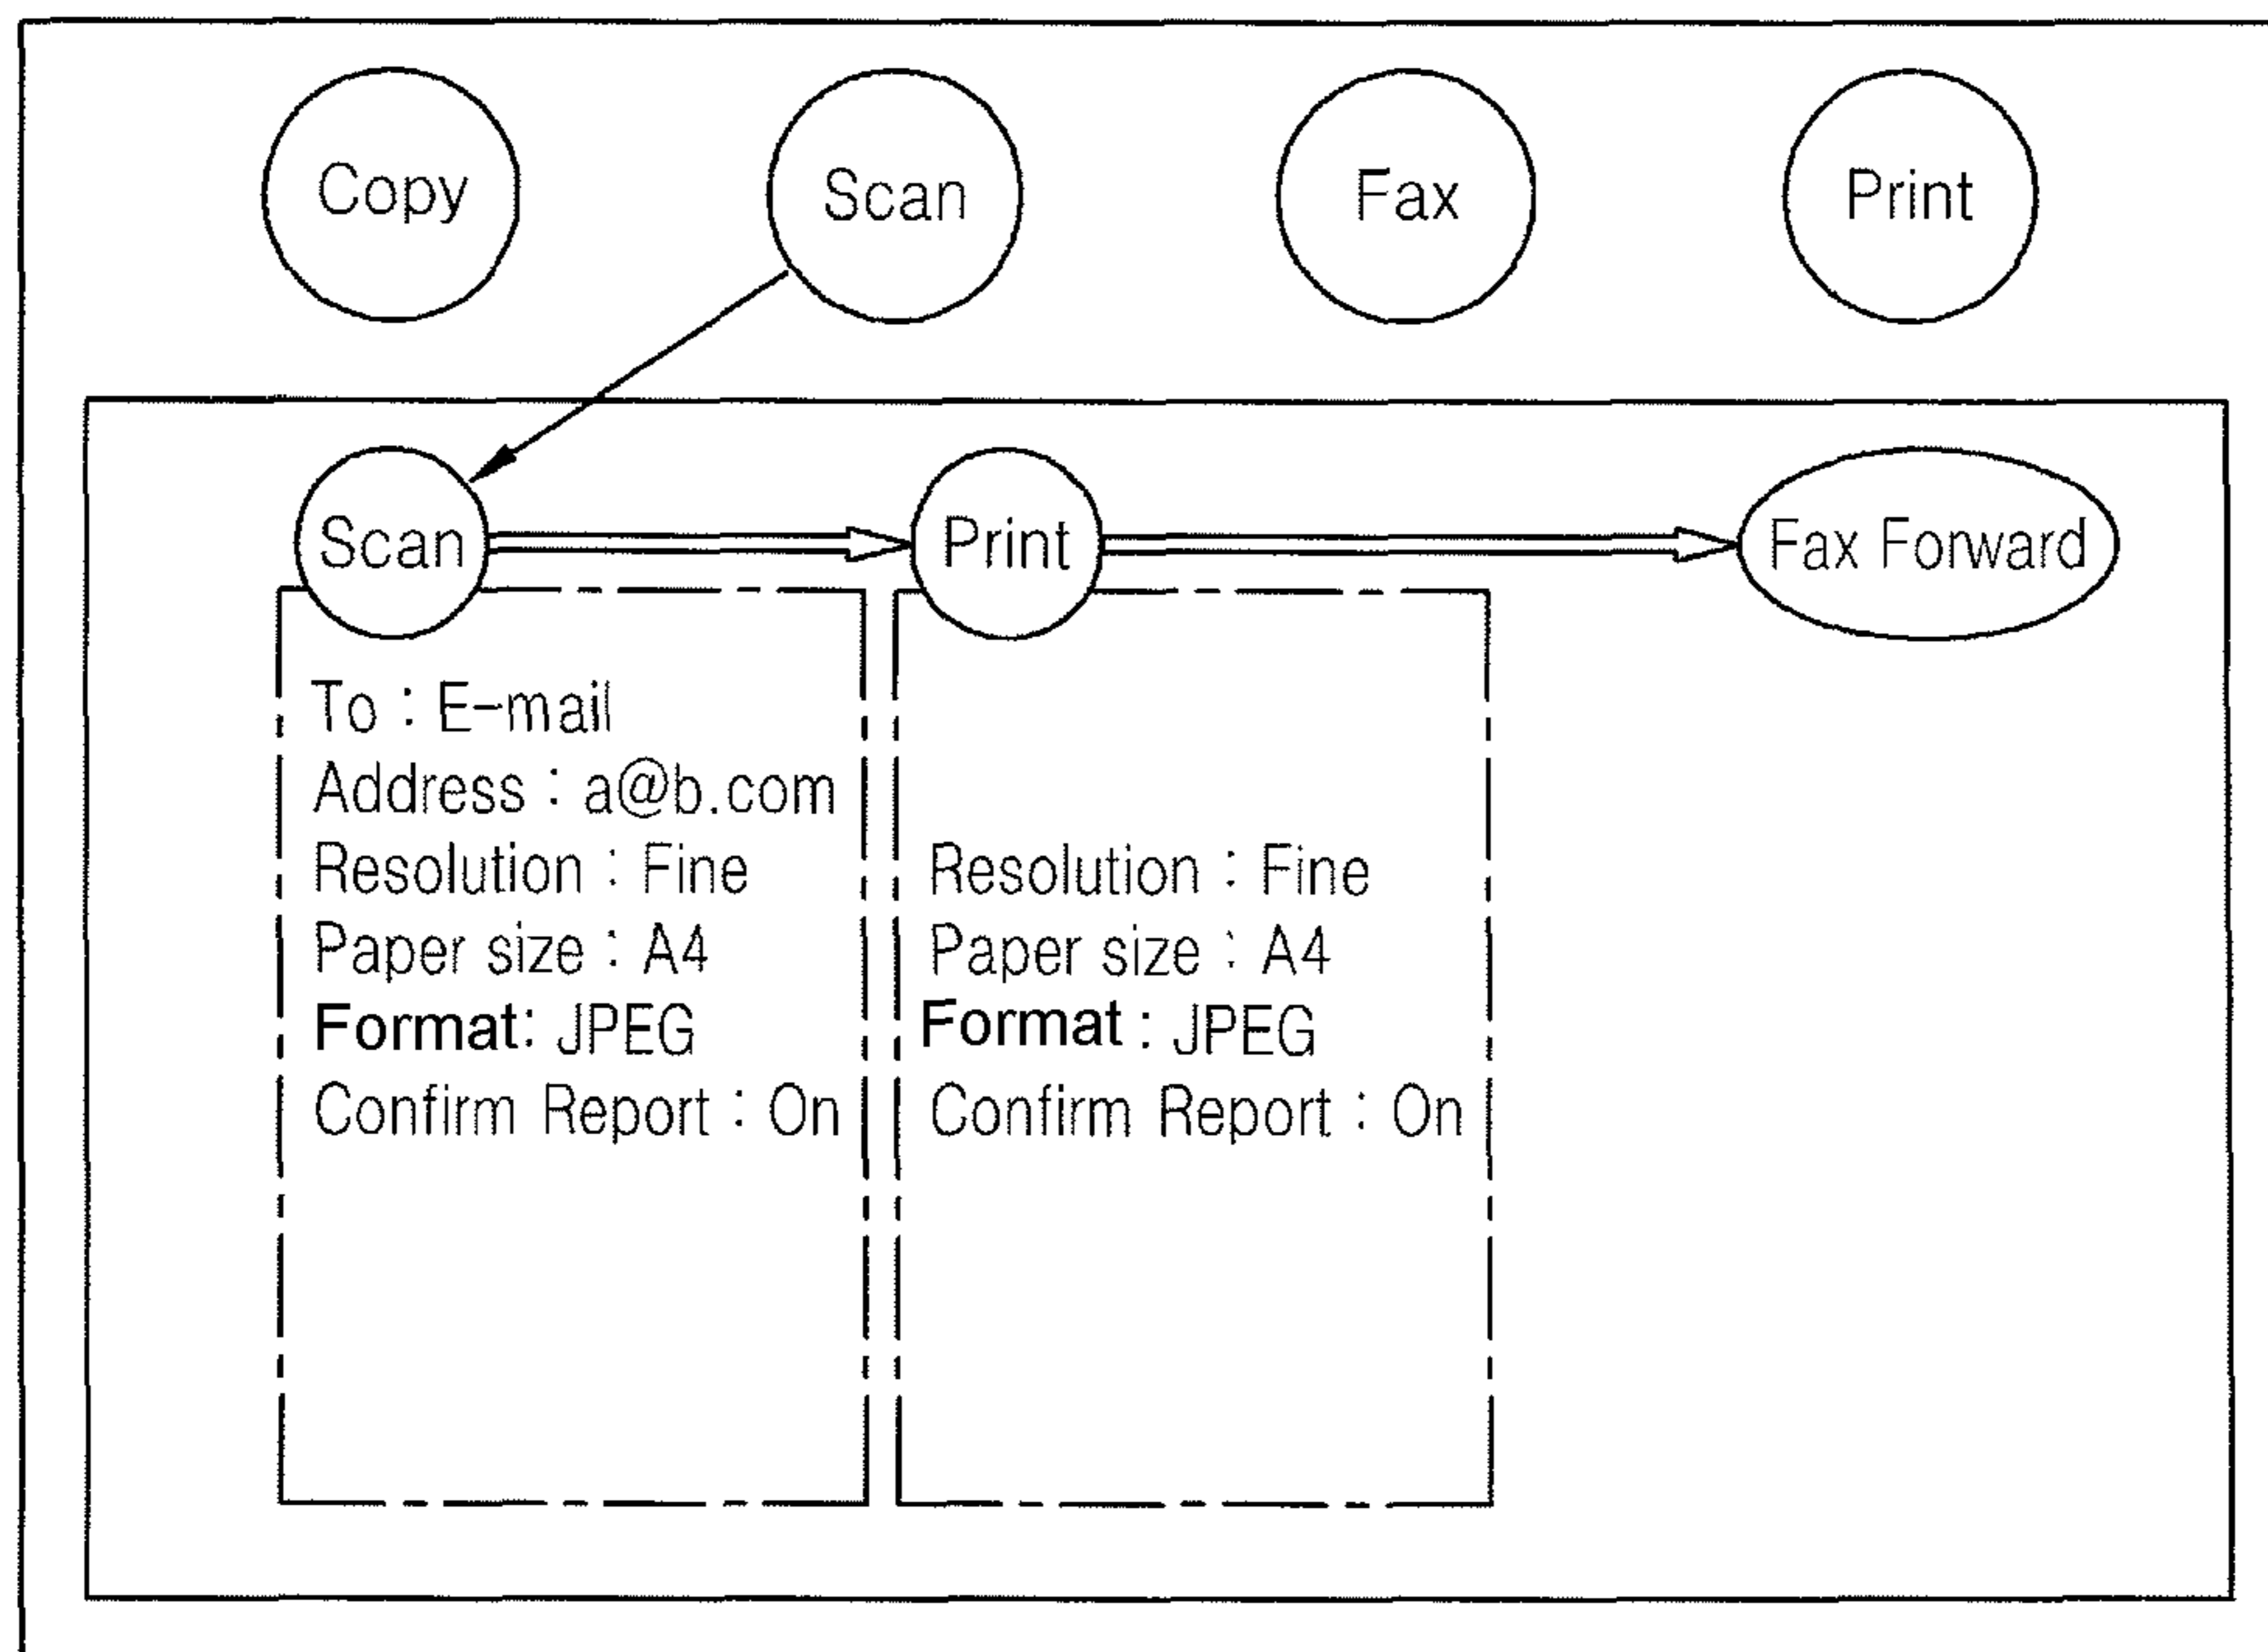 Copy Scan Fax Print
Scan Print Fax Forward
To : E-mail
Address : a@b.com
Resolution : Fine
Paper size : A4
Format: JPEG
Confirm Report : On
Resolution : Fine
Paper size : A4
Format : JPEG
Confirm Report : On